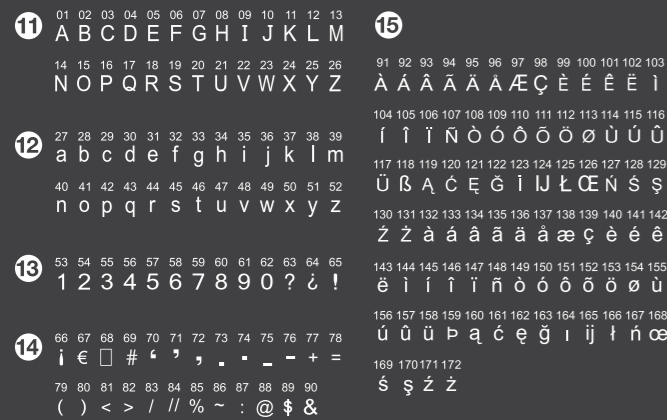 11 01 02 03 04 05 06 07 08 09 10 11 12 13
A B C D E F G H I J K L M
14 15 16 17 18 19 20 21 22 23 24 25 26
N O P Q R S T U V W X Y Z
12 27 28 29 30 31 32 33 34 35 36 37 38 39
a b c d e f g h i j k l m
40 41 42 43 44 45 46 47 48 49 50 51 52
n o p q r s t u v w x y z
13 53 54 55 56 57 58 59 60 61 62 63 64 65
1 2 3 4 5 6 7 8 9 0 ? ¿ !
14 66 67 68 69 70 71 72 73 74 75 76 77 78
¡ € # ‘ ’ , . - _ – + =
79 80 81 82 83 84 85 86 87 88 89 90
( ) < > / // % ~ : @ $ &
15
91 92 93 94 95 96 97 98 99 100 101 102 103
À Á Â Ã Ä Å Æ Ç È É Ê Ë Ì
104 105 106 107 108 109 110 111 112 113 114 115 116
Í Î Ï Ñ Ò Ó Ô Õ Ö Ø Ù Ú Û
117 118 119 120 121 122 123 124 125 126 127 128 129
Ü ß Ą Ć Ę Ğ İ IJ Ł Œ Ń Ś Ş
130 131 132 133 134 135 136 137 138 139 140 141 142
Ź Ż à á â ã ä å æ ç è é ê
143 144 145 146 147 148 149 150 151 152 153 154 155
ë ì í î ï ñ ò ó ô õ ö ø ù
156 157 158 159 160 161 162 163 164 165 166 167 168
ú û ü Þ ą ć ę ğ ı ij ł ń œ
169 170 171 172
ś ş ź ż